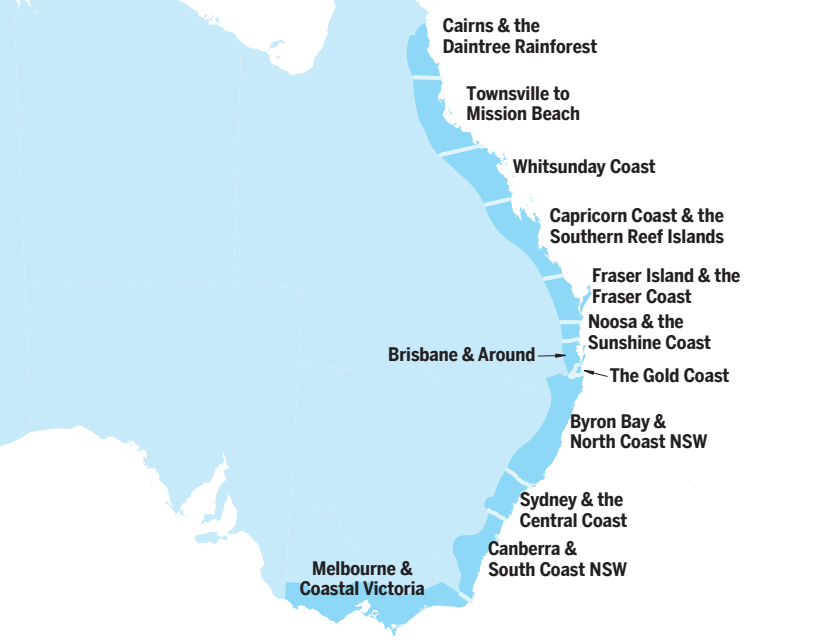 Cairns & the
Daintree Rainforest
Townsville to
Mission Beach
Whitsunday Coast
Capricorn Coast & the
Southern Reef Islands
Fraser Island & the
Fraser Coast
Noosa & the
Sunshine Coast
Brisbane & Around
The Gold Coast
Byron Bay &
North Coast NSW
Sydney & the
Central Coast
Canberra &
South Coast NSW
Melbourne &
Coastal Victoria